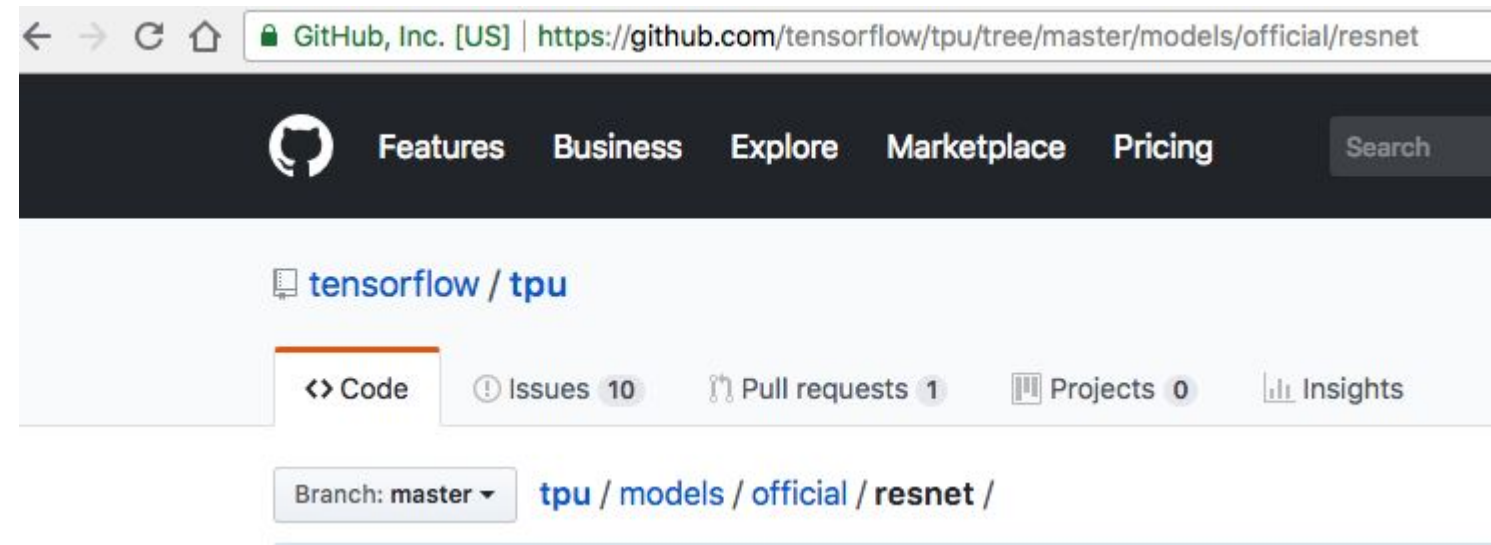 GitHub, Inc. [US] | https://github.com/tensorflow/tpu/tree/master/models/official/resnet
Features Business Explore Marketplace Pricing Search
tensorflow / tpu
<> Code Issues 10 Pull requests 1 Projects 0 Insights
Branch: master tpu / models / official / resnet /